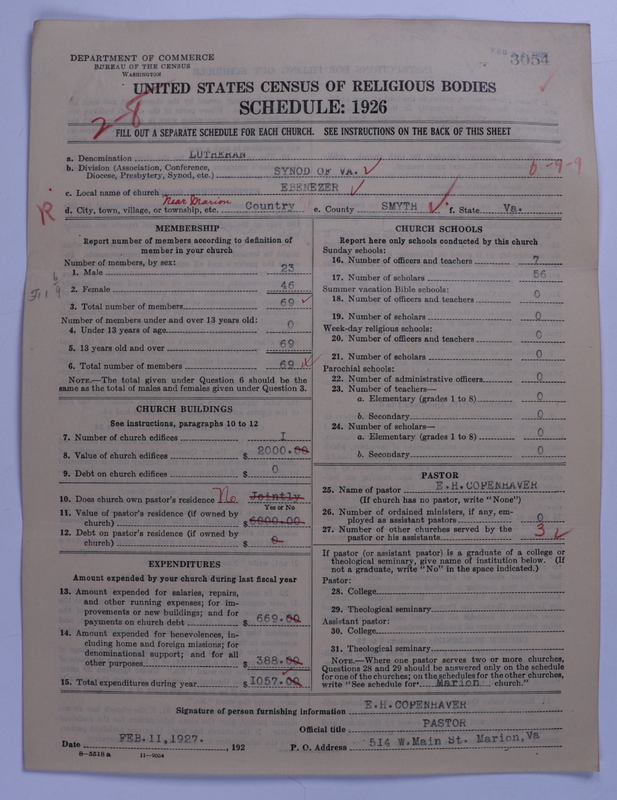 3054
DEPARTMENT OF COMMERCE
BUREAU OF THE CENSUS
WASHINGTON
UNITED STATES CENSUS OF RELIGIOUS BODIES
SCHEDULE: 1926
2-8
FILL OUT A SEPARATE SCHEDULE FOR EACH CHURCH. SEE INSTRUCTIONS ON THE BACK OF THIS SHEET
a. Denomination LUTHERAN
b. Division (Association, Conference, Diocese, Presbytery, Synod, etc.) SYNOD OF VA. 6-9-9
c. Local name of church EBENEZER
Near Marion
R
d. City, town, village, or township, etc. Country e. County SMYTH f. State Va.
MEMBERSHIP
Report number of members according to definition of
member in your church
Number of members, by sex:
1. Male 23
2. Female 46
3. Total number of members 69
Number of members under and over 13 years old:
4. Under 13 years of age 0
5. 13 years old and over 69
6. Total number of members 69
NOTE.—The total given under Question 6 should be the
same as the total of males and females given under Question 3.
CHURCH BUILDINGS
See instructions, paragraphs 10 to 12
7. Number of church edifices I
8. Value of church edifices $ 2000.00
9. Debt on church edifices $ 0
10. Does church own pastor's residence No Jointly
Yes or No
11. Value of pastor's residence (if owned by
church) $6000.00
12. Debt on pastor's residence (if owned by
church) $ 0
EXPENDITURES
Amount expended by your church during last fiscal year
13. Amount expended for salaries, repairs,
and other running expenses; for im-
provements or new buildings; and for
payments on church debt $ 669.00
14. Amount expended for benevolences, in-
cluding home and foreign missions; for
denominational support; and for all
other purposes $ 388.00
15. Total expenditures during year $1057.00
CHURCH SCHOOLS
Report here only schools conducted by this church
Sunday schools:
16. Number of officers and teachers 7
17. Number of scholars 56
Summer vacation Bible schools:
18. Number of officers and teachers 0
19. Number of scholars 0
Week-day religious schools:
20. Number of officers and teachers 0
21. Number of scholars 0
Parochial schools:
22. Number of administrative officers 0
23. Number of teachers—
a. Elementary (grades 1 to 8) 0
b. Secondary 0
24. Number of scholars—
a. Elementary (grades 1 to 8) 0
b. Secondary 0
PASTOR
25. Name of pastor E.H.COPENHAVER
(If church has no pastor, write "None")
26. Number of ordained ministers, if any, em-
ployed as assistant pastors 0
27. Number of other churches served by the
pastor or his assistants 3
If pastor (or assistant pastor) is a graduate of a college or
theological seminary, give name of institution below. (If
not a graduate, write "No" in the space indicated.)
Pastor:
28. College
29. Theological seminary
Assistant pastor:
30. College
31. Theological seminary
NOTE.—Where one pastor serves two or more churches,
Questions 28 and 29 should be answered only on the schedule
for one of the churches; on the schedules for the other churches,
write "See schedule for Marion church."
Signature of person furnishing information E.H.COPENHAVER
Official title PASTOR
Date FEB.11,1927. , 192 P. O. Address 514 W.Main St. Marion,Va
8-5518 a 11-9054